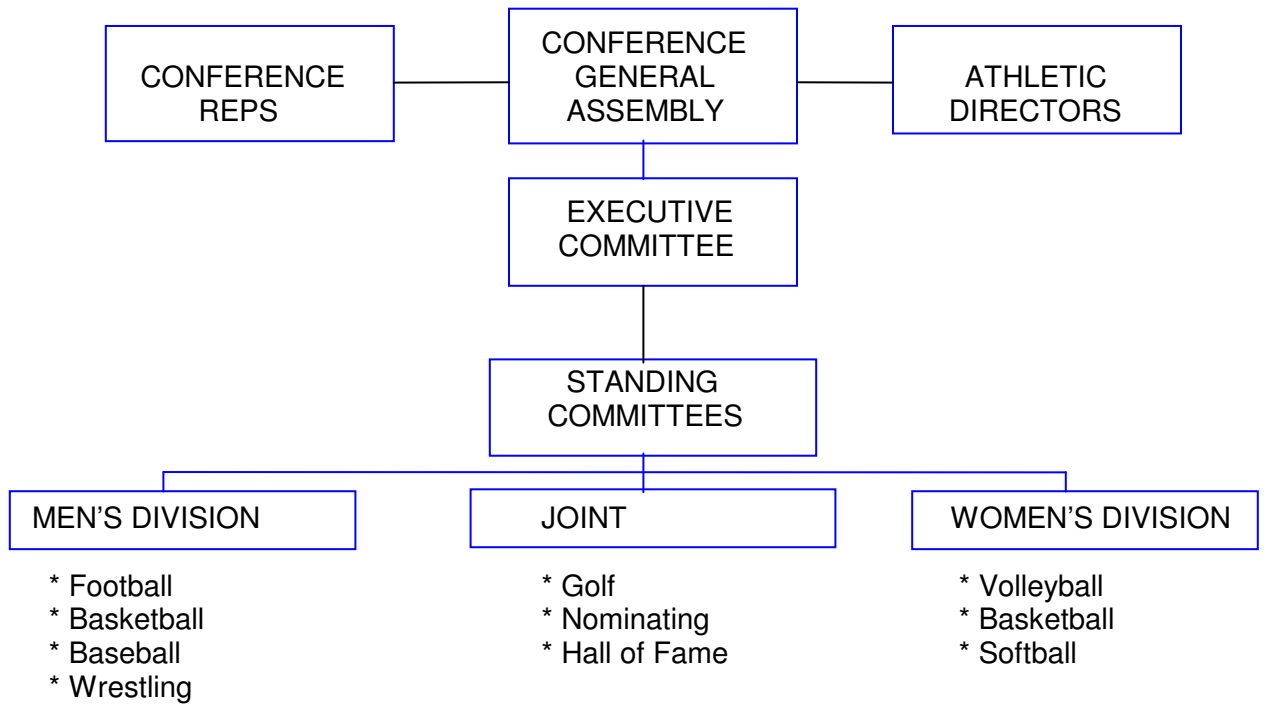 CONFERENCE
REPS
CONFERENCE
GENERAL
ASSEMBLY
ATHLETIC
DIRECTORS
EXECUTIVE
COMMITTEE
STANDING
COMMITTEES
MEN'S DIVISION
* Football
* Basketball
* Baseball
* Wrestling
JOINT
* Golf
* Nominating
* Hall of Fame
WOMEN'S DIVISION
* Volleyball
* Basketball
* Softball